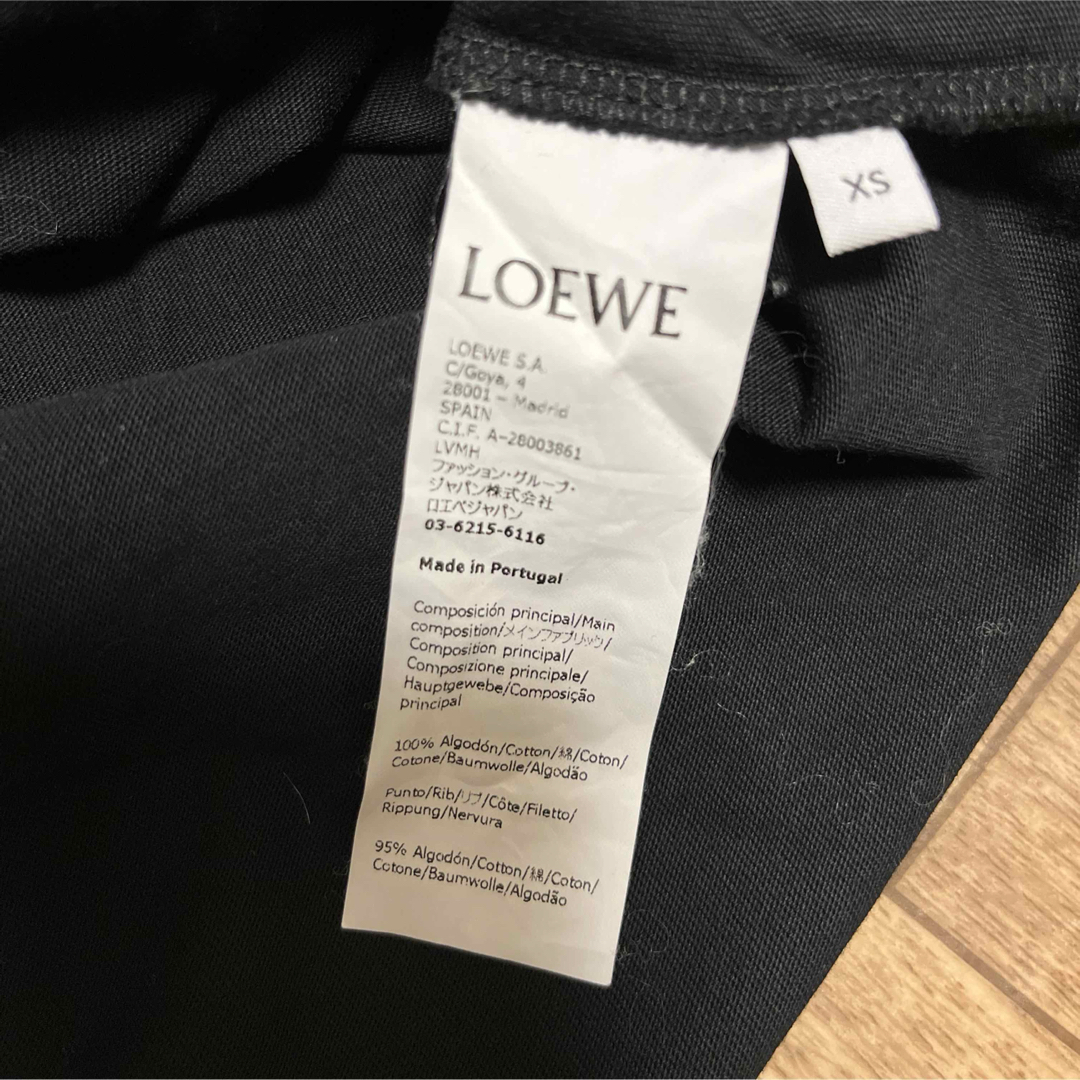 XS
LOEWE
LOEWE S.A.
C/Goya, 4
28001 - Madrid
SPAIN
C.I.F. A-28003861
LVMH
ファッション・グループ・
ジャパン株式会社
ロエベジャパン
03-6215-6116
Made in Portugal
Composición principal/Main
composition/メインファブリック/
Composition principal/
Composizione principale/
Hauptgewebe/Composição
principal
100% Algodón/Cotton/綿/Coton/
Cotone/Baumwolle/Algodão
Punto/Rib/リブ/Côte/Filetto/
Rippung/Nervura
95% Algodón/Cotton/綿/Coton/
Cotone/Baumwolle/Algodão